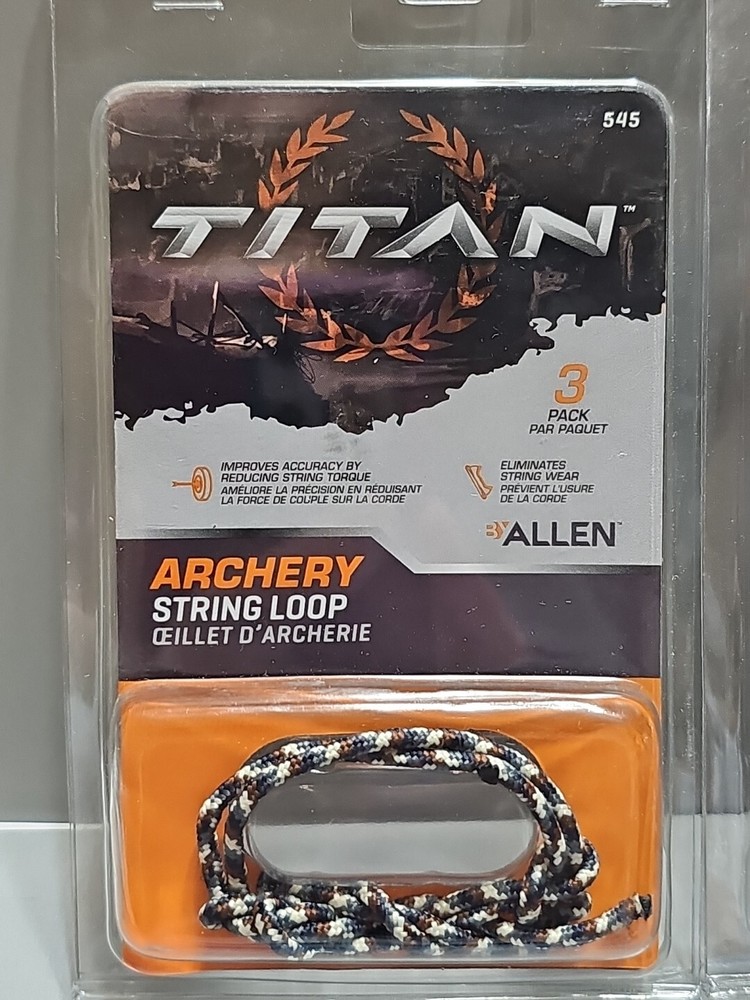 545
TITAN™
3
PACK
PAR PAQUET
IMPROVES ACCURACY BY
REDUCING STRING TORQUE
AMÉLIORE LA PRÉCISION EN RÉDUISANT
LA FORCE DE COUPLE SUR LA CORDE
ELIMINATES
STRING WEAR
PRÉVIENT L'USURE
DE LA CORDE
BY ALLEN™
ARCHERY
STRING LOOP
ŒILLET D'ARCHERIE